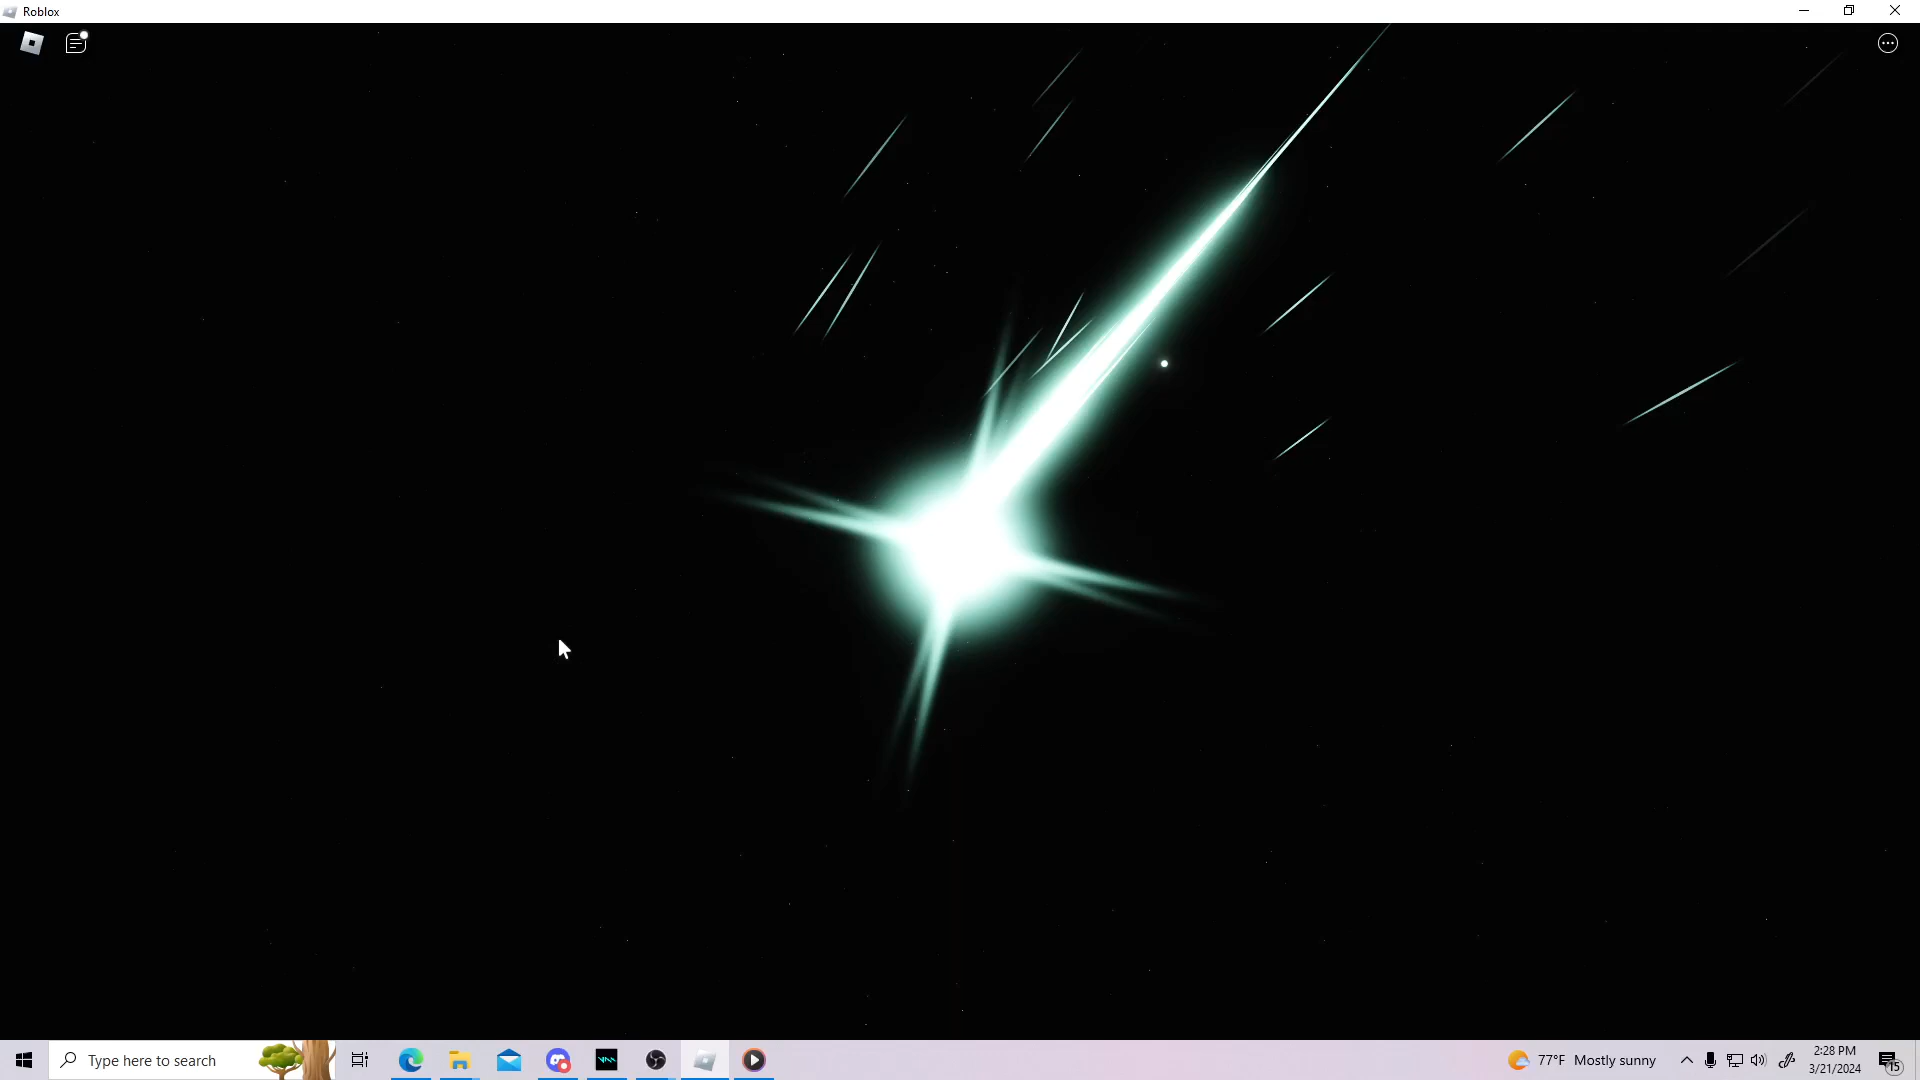 Roblox
Type here to search
77°F Mostly sunny
2:28 PM
3/21/2024
15